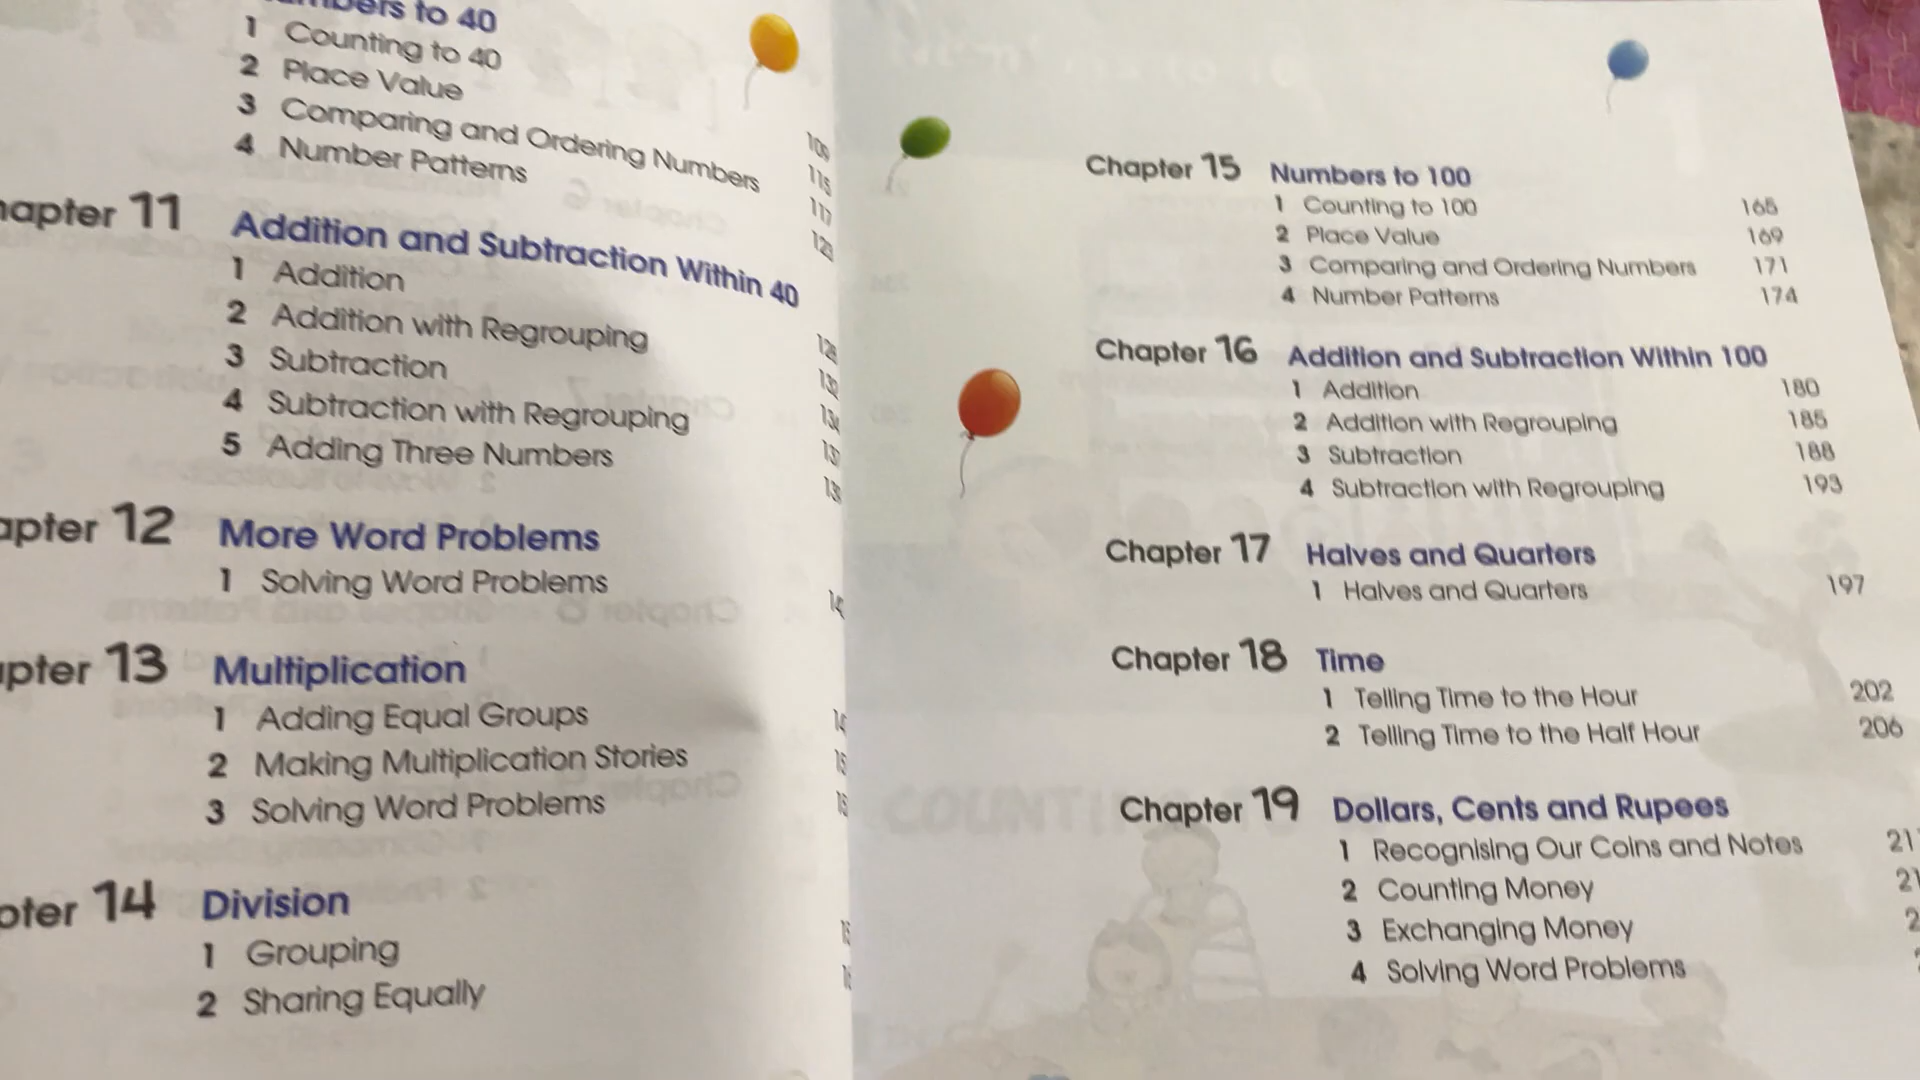 to 40
1 Counting to 40
2 Place Value
3 Comparing and Ordering Numbers 
4 Number Patterns
11 Addition and Subtraction Within 40
1 Addition
2 Addition with Regrouping
3 Subtraction
4 Subtraction with Regrouping
5 Adding Three Numbers
12 More Word Problems
1 Solving Word Problems
13 Multiplication
1 Adding Equal Groups
2 Making Multiplication Stories
3 Solving Word Problems
14 Division
1 Grouping
2 Sharing Equally
Chapter 15 Numbers to 100
1 Counting to 100 165
2 Place Value 169
3 Comparing and Ordering Numbers 171
4 Number Patterns 174
Chapter 16 Addition and Subtraction Within 100
1 Addition 180
2 Addition with Regrouping 185
3 Subtraction 188
4 Subtraction with Regrouping 193
Chapter 17 Halves and Quarters
1 Halves and Quarters 197
Chapter 18 Time
1 Telling Time to the Hour 202
2 Telling Time to the Half Hour 206
Chapter 19 Dollars, Cents and Rupees
1 Recognising Our Coins and Notes
2 Counting Money
3 Exchanging Money
4 Solving Word Problems